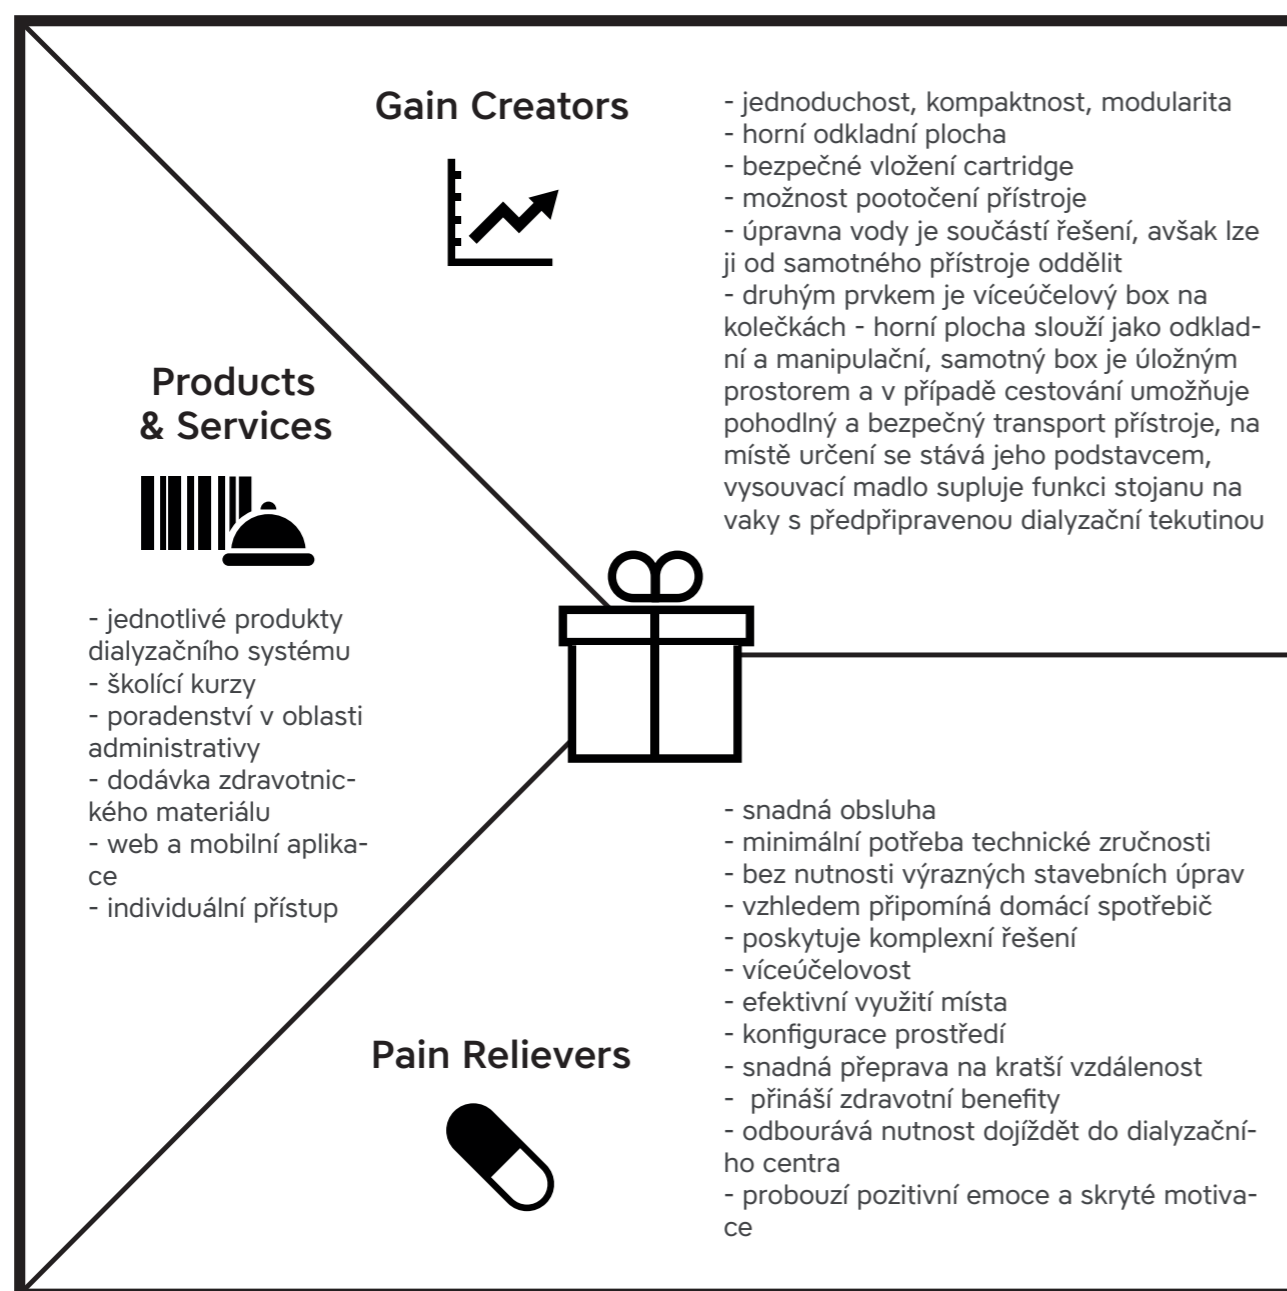 Gain Creators
- jednoduchost, kompaktnost, modularita
- horní odkladní plocha
- bezpečné vložení cartridge
- možnost pootočení přístroje
- úpravna vody je součástí řešení, avšak lze
ji od samotného přístroje oddělit
- druhým prvkem je víceúčelový box na
kolečkách - horní plocha slouží jako odklad-
ní a manipulační, samotný box je úložným
prostorem a v případě cestování umožňuje
pohodlný a bezpečný transport přístroje, na
místě určení se stává jeho podstavcem,
vysouvací madlo supluje funkci stojanu na
vaky s předpřipravenou dialyzační tekutinou
Products
& Services
- jednotlivé produkty
dialyzačního systému
- školící kurzy
- poradenství v oblasti
administrativy
- dodávka zdravotnic-
kého materiálu
- web a mobilní aplika-
ce
- individuální přístup
Pain Relievers
- snadná obsluha
- minimální potřeba technické zručnosti
- bez nutnosti výrazných stavebních úprav
- vzhledem připomíná domácí spotřebič
- poskytuje komplexní řešení
- víceúčelovost
- efektivní využití místa
- konfigurace prostředí
- snadná přeprava na kratší vzdálenost
-  přináší zdravotní benefity
- odbourává nutnost dojíždět do dialyzační-
ho centra
- probouzí pozitivní emoce a skryté motiva-
ce